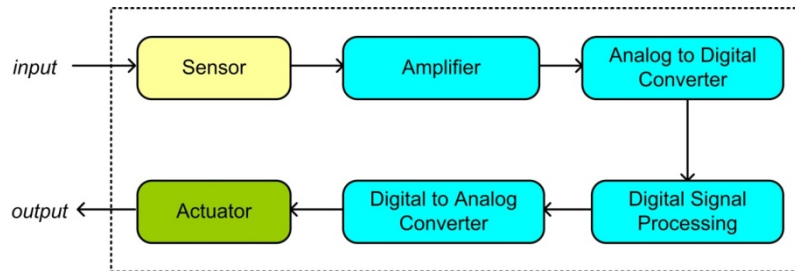 input
Sensor
Amplifier
Analog to Digital
Converter
output
Actuator
Digital to Analog
Converter
Digital Signal
Processing